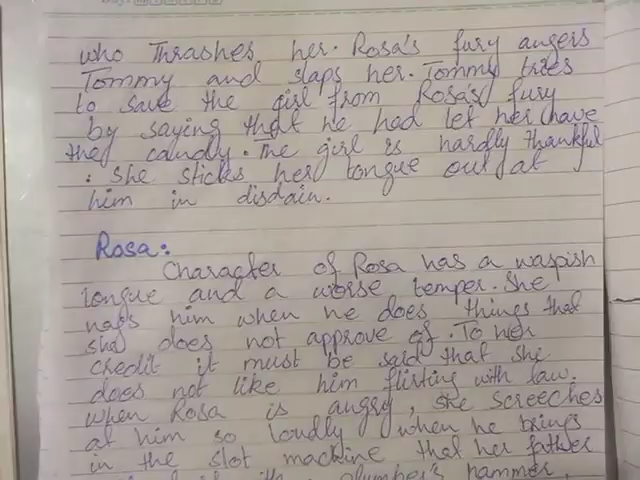 who Thrashes her. Rosa's fury angers
Tommy and slaps her. Tommy tries
to save the girl from Rosa's fury
by saying that he had let her have
the candy. The girl is hardly thankful
. She sticks her tongue out at
him in disdain.
Rosa:
Character of Rosa has a waspish
tongue and a worse temper. She
nags him when he does things that
she does not approve of. To her
credit it must be said that she
does not like him flirting with law.
when Rosa is angry, she screeches
at him so loudly when he brings
in the slot machine that her father
plumber's hammer,